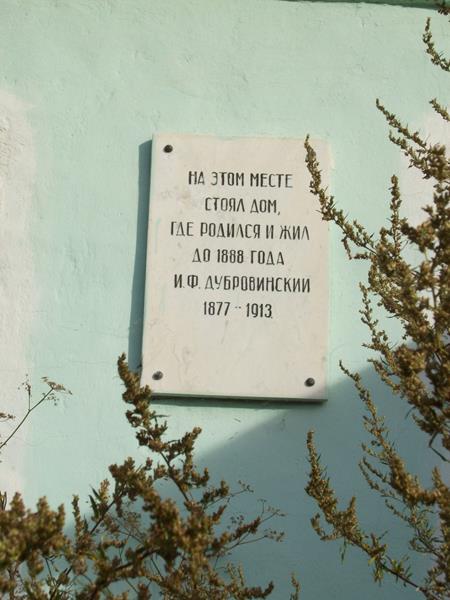 НА ЭТОМ МЕСТЕ
СТОЯЛ ДОМ,
ГДЕ РОДИЛСЯ И ЖИЛ
ДО 1888 ГОДА
И.Ф. ДУБРОВИНСКИЙ
1877 - 1913.